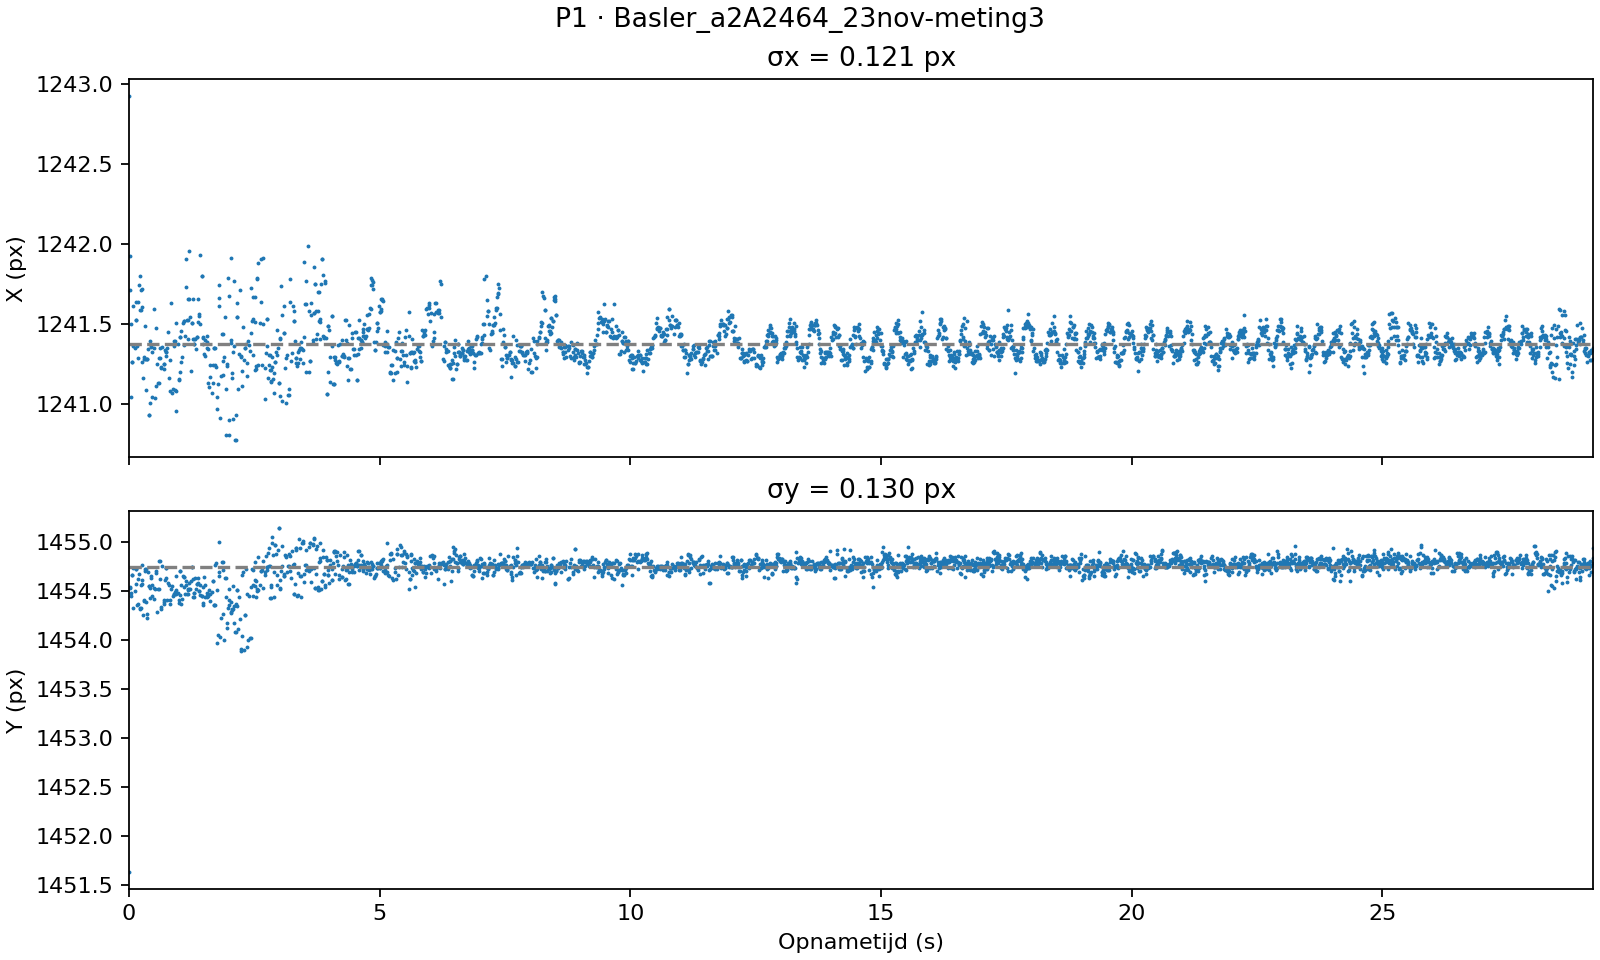 P1 · Basler_a2A2464_23nov-meting3
σx = 0.121 px
1243.0
1242.5
1242.0
1241.5
1241.0
X (px)
σy = 0.130 px
1455.0
1454.5
1454.0
1453.5
1453.0
1452.5
1452.0
1451.5
Y (px)
0 5 10 15 20 25
Opnametijd (s)